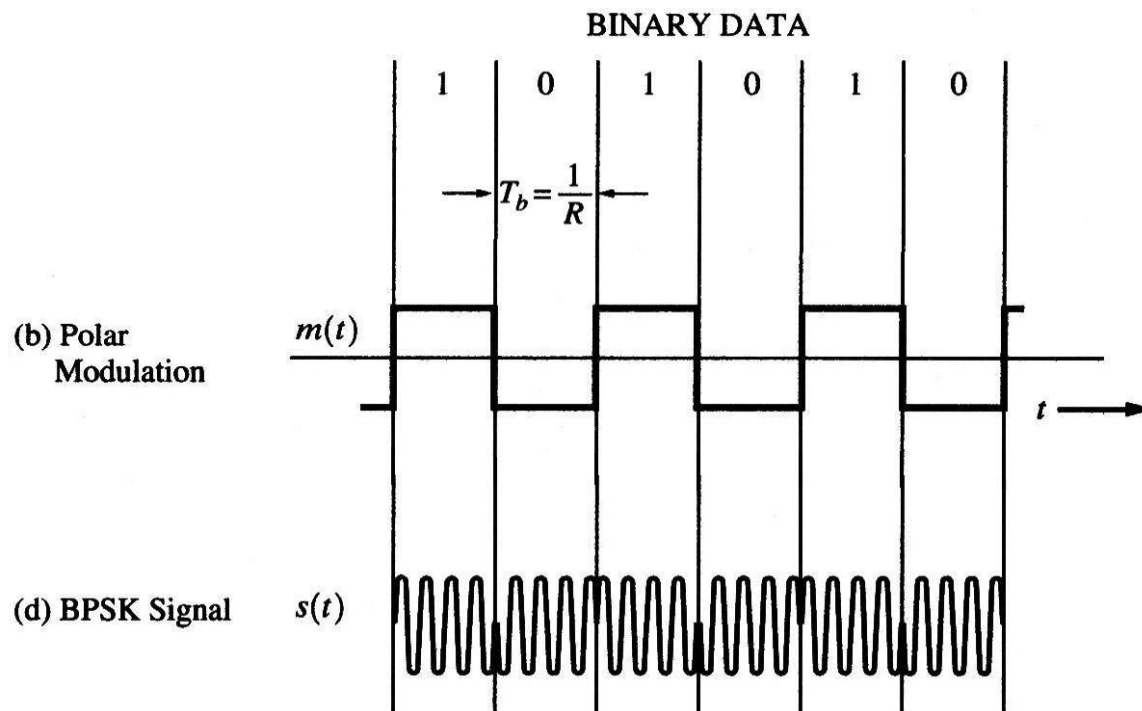 BINARY DATA
1 0 1 0 1 0
T_b = 1/R
(b) Polar Modulation
m(t)
t
(d) BPSK Signal
s(t)